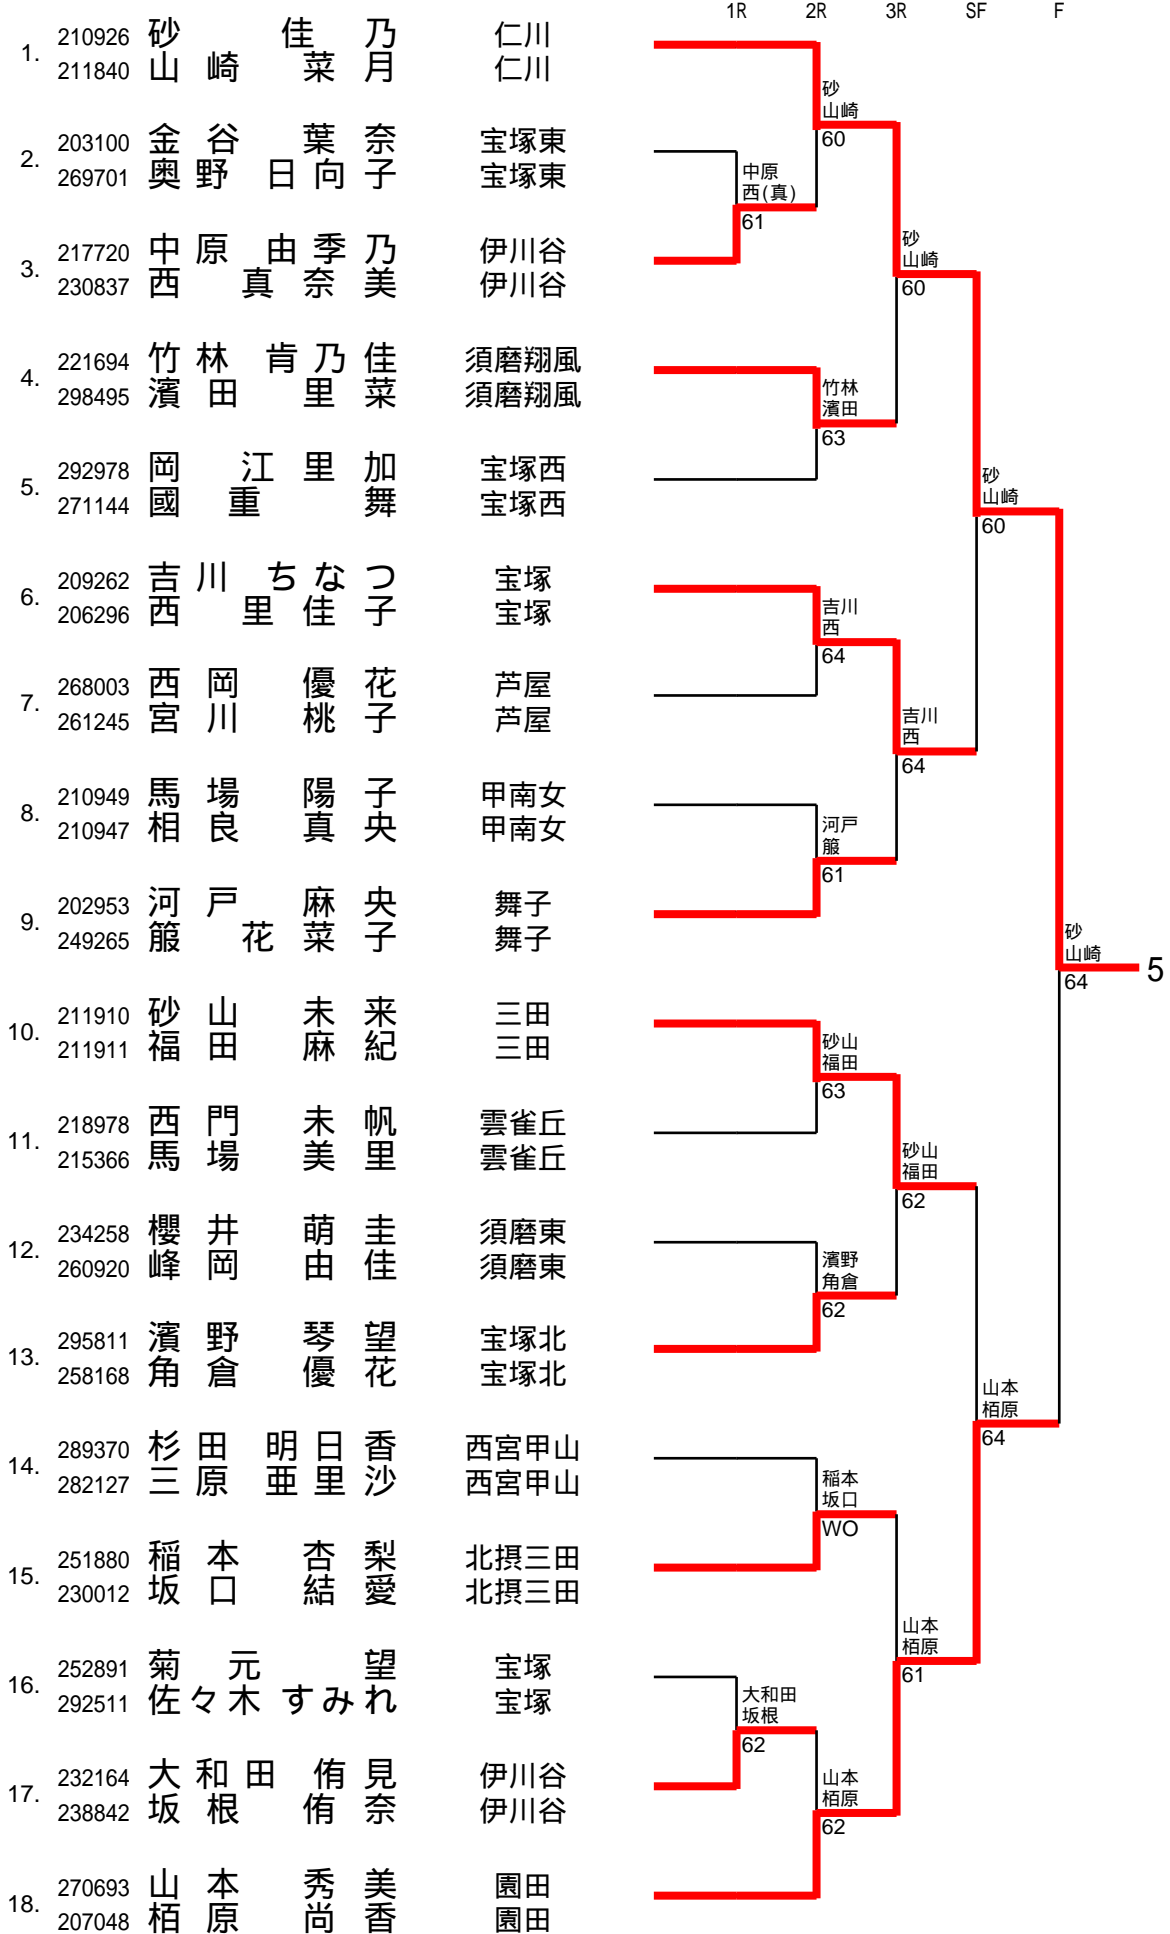 1R 2R 3R SF F
1.
210926 砂 佳乃 仁川
211840 山崎 菜月 仁川
2.
203100 金谷 葉奈 宝塚東
269701 奥野 日向子 宝塚東
3.
217720 中原 由季乃 伊川谷
230837 西 真奈美 伊川谷
4.
221694 竹林 肯乃佳 須磨翔風
298495 濱田 里菜 須磨翔風
5.
292978 岡 江里加 宝塚西
271144 國重 舞 宝塚西
6.
209262 吉川 ちなつ 宝塚
206296 西 里佳子 宝塚
7.
268003 西岡 優花 芦屋
261245 宮川 桃子 芦屋
8.
210949 馬場 陽子 甲南女
210947 相良 真央 甲南女
9.
202953 河戸 麻央 舞子
249265 箙 花菜子 舞子
10.
211910 砂山 未来 三田
211911 福田 麻紀 三田
11.
218978 西門 未帆 雲雀丘
215366 馬場 美里 雲雀丘
12.
234258 櫻井 萌圭 須磨東
260920 峰岡 由佳 須磨東
13.
295811 濱野 琴望 宝塚北
258168 角倉 優花 宝塚北
14.
289370 杉田 明日香 西宮甲山
282127 三原 亜里沙 西宮甲山
15.
251880 稲本 杏梨 北摂三田
230012 坂口 結愛 北摂三田
16.
252891 菊元 望 宝塚
292511 佐々木 すみれ 宝塚
17.
232164 大和田 侑見 伊川谷
238842 坂根 侑奈 伊川谷
18.
270693 山本 秀美 園田
207048 栢原 尚香 園田
中原
西(真)
61
大和田
坂根
62
砂
山崎
60
竹林
濱田
63
吉川
西
64
河戸
箙
61
砂山
福田
63
濱野
角倉
62
稲本
坂口
WO
山本
栢原
62
砂
山崎
60
吉川
西
64
砂山
福田
62
山本
栢原
61
砂
山崎
60
山本
栢原
64
砂
山崎
64
5